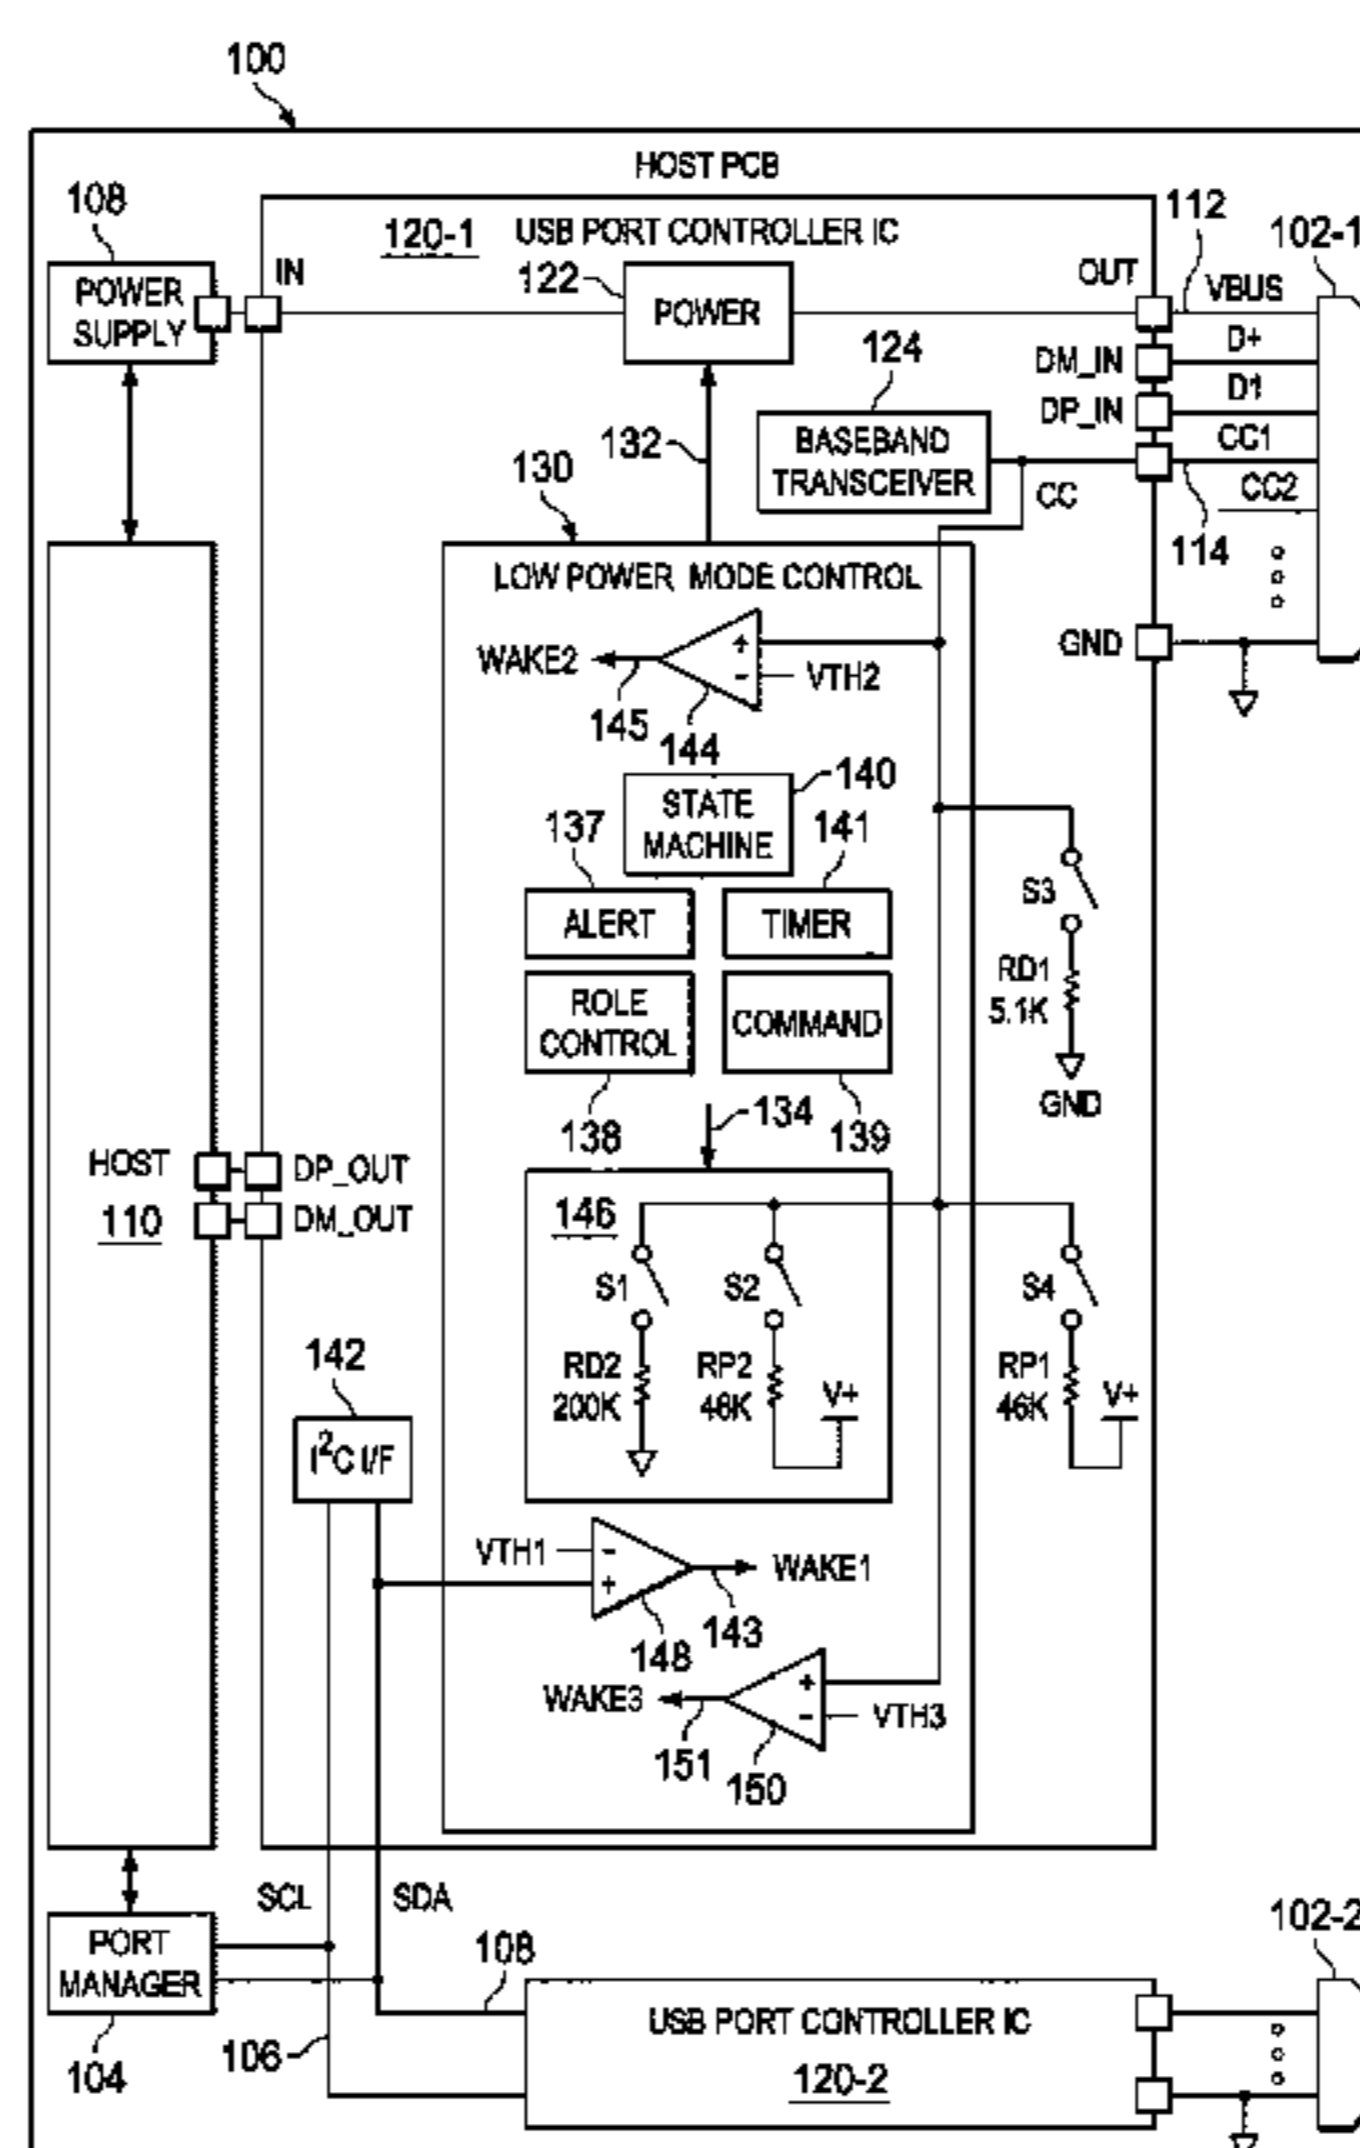 100
HOST PCB
108
120-1 USB PORT CONTROLLER IC
112
102-1
IN
122
OUT
VBUS
POWER
SUPPLY
POWER
D+
124
DM_IN
D1
DP_IN
CC1
132
BASEBAND
TRANSCEIVER
130
CC
CC2
114
LOW POWER MODE CONTROL
WAKE2
+
-
VTH2
GND
145
144
140
STATE
MACHINE
137
141
S3
ALERT
TIMER
RD1
5.1K
ROLE
CONTROL
COMMAND
GND
134
138
139
HOST
DP_OUT
110
DM_OUT
146
S1
S2
S4
142
RD2
200K
RP2
V+
RP1
46K
V+
I²C I/F
VTH1
-
+
WAKE1
143
148
WAKE3
+
-
VTH3
151
150
SCL
SDA
102-2
PORT
MANAGER
108
USB PORT CONTROLLER IC
106
104
120-2